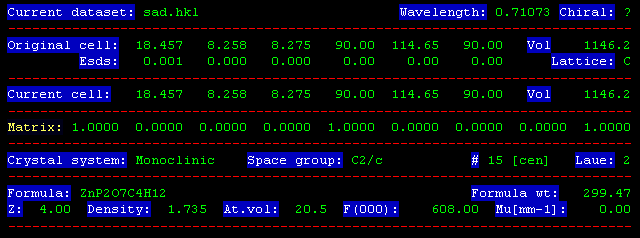 Current dataset: sad.hkl Wavelength: 0.71073 Chiral: ?
Original cell: 18.457 8.258 8.275 90.00 114.65 90.00 Vol 1146.2
Esds: 0.001 0.000 0.000 0.00 0.00 0.00 Lattice: C
Current cell: 18.457 8.258 8.275 90.00 114.65 90.00 Vol 1146.2
Matrix: 1.0000 0.0000 0.0000 0.0000 1.0000 0.0000 0.0000 0.0000 1.0000
Crystal system: Monoclinic Space group: C2/c # 15 [cen] Laue: 2
Formula: ZnP2O7C4H12 Formula wt: 299.47
Z: 4.00 Density: 1.735 At.vol: 20.5 F(000): 608.00 Mu[mm-1]: 0.00